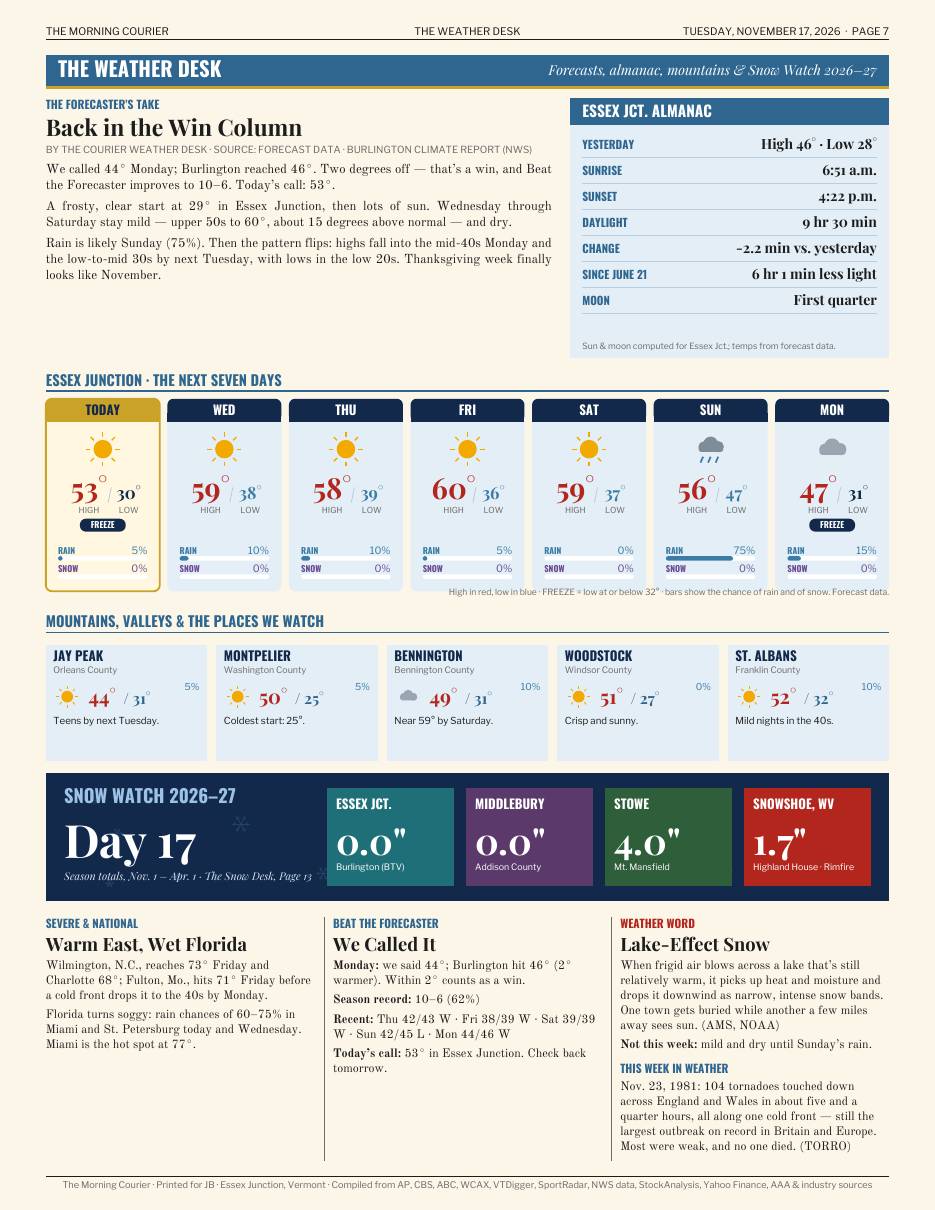 THE MORNING COURIER
THE WEATHER DESK
TUESDAY, NOVEMBER 17, 2026 · PAGE 7
THE WEATHER DESK
Forecasts, almanac, mountains & Snow Watch 2026–27
THE FORECASTER'S TAKE
Back in the Win Column
BY THE COURIER WEATHER DESK · SOURCE: FORECAST DATA · BURLINGTON CLIMATE REPORT (NWS)
We called 44° Monday; Burlington reached 46°. Two degrees off — that's a win, and Beat
the Forecaster improves to 10–6. Today's call: 53°.
A frosty, clear start at 29° in Essex Junction, then lots of sun. Wednesday through
Saturday stay mild — upper 50s to 60°, about 15 degrees above normal — and dry.
Rain is likely Sunday (75%). Then the pattern flips: highs fall into the mid-40s Monday and
the low-to-mid 30s by next Tuesday, with lows in the low 20s. Thanksgiving week finally
looks like November.
ESSEX JCT. ALMANAC
YESTERDAY High 46° · Low 28°
SUNRISE 6:51 a.m.
SUNSET 4:22 p.m.
DAYLIGHT 9 hr 30 min
CHANGE -2.2 min vs. yesterday
SINCE JUNE 21 6 hr 1 min less light
MOON First quarter
Sun & moon computed for Essex Jct.; temps from forecast data.
ESSEX JUNCTION · THE NEXT SEVEN DAYS
TODAY
53° / 30°
HIGH LOW
FREEZE
RAIN 5%
SNOW 0%
WED
59° / 38°
HIGH LOW
RAIN 10%
SNOW 0%
THU
58° / 39°
HIGH LOW
RAIN 10%
SNOW 0%
FRI
60° / 36°
HIGH LOW
RAIN 5%
SNOW 0%
SAT
59° / 37°
HIGH LOW
RAIN 0%
SNOW 0%
SUN
56° / 47°
HIGH LOW
RAIN 75%
SNOW 0%
MON
47° / 31°
HIGH LOW
FREEZE
RAIN 15%
SNOW 0%
High in red, low in blue · FREEZE = low at or below 32° · bars show the chance of rain and of snow. Forecast data.
MOUNTAINS, VALLEYS & THE PLACES WE WATCH
JAY PEAK
Orleans County
44° / 31° 5%
Teens by next Tuesday.
MONTPELIER
Washington County
50° / 25° 5%
Coldest start: 25°.
BENNINGTON
Bennington County
49° / 31° 10%
Near 59° by Saturday.
WOODSTOCK
Windsor County
51° / 27° 0%
Crisp and sunny.
ST. ALBANS
Franklin County
52° / 32° 10%
Mild nights in the 40s.
SNOW WATCH 2026–27
Day 17
Season totals, Nov. 1 – Apr. 1 · The Snow Desk, Page 13
ESSEX JCT.
0.0"
Burlington (BTV)
MIDDLEBURY
0.0"
Addison County
STOWE
4.0"
Mt. Mansfield
SNOWSHOE, WV
1.7"
Highland House · Rimfire
SEVERE & NATIONAL
Warm East, Wet Florida
Wilmington, N.C., reaches 73° Friday and
Charlotte 68°; Fulton, Mo., hits 71° Friday before
a cold front drops it to the 40s by Monday.
Florida turns soggy: rain chances of 60–75% in
Miami and St. Petersburg today and Wednesday.
Miami is the hot spot at 77°.
BEAT THE FORECASTER
We Called It
Monday: we said 44°; Burlington hit 46° (2°
warmer). Within 2° counts as a win.
Season record: 10–6 (62%)
Recent: Thu 42/43 W · Fri 38/39 W · Sat 39/39
W · Sun 42/45 L · Mon 44/46 W
Today's call: 53° in Essex Junction. Check back
tomorrow.
WEATHER WORD
Lake-Effect Snow
When frigid air blows across a lake that's still
relatively warm, it picks up heat and moisture and
drops it downwind as narrow, intense snow bands.
One town gets buried while another a few miles
away sees sun. (AMS, NOAA)
Not this week: mild and dry until Sunday's rain.
THIS WEEK IN WEATHER
Nov. 23, 1981: 104 tornadoes touched down
across England and Wales in about five and a
quarter hours, all along one cold front — still the
largest outbreak on record in Britain and Europe.
Most were weak, and no one died. (TORRO)
The Morning Courier · Printed for JB · Essex Junction, Vermont · Compiled from AP, CBS, ABC, WCAX, VTDigger, SportRadar, NWS data, StockAnalysis, Yahoo Finance, AAA & industry sources